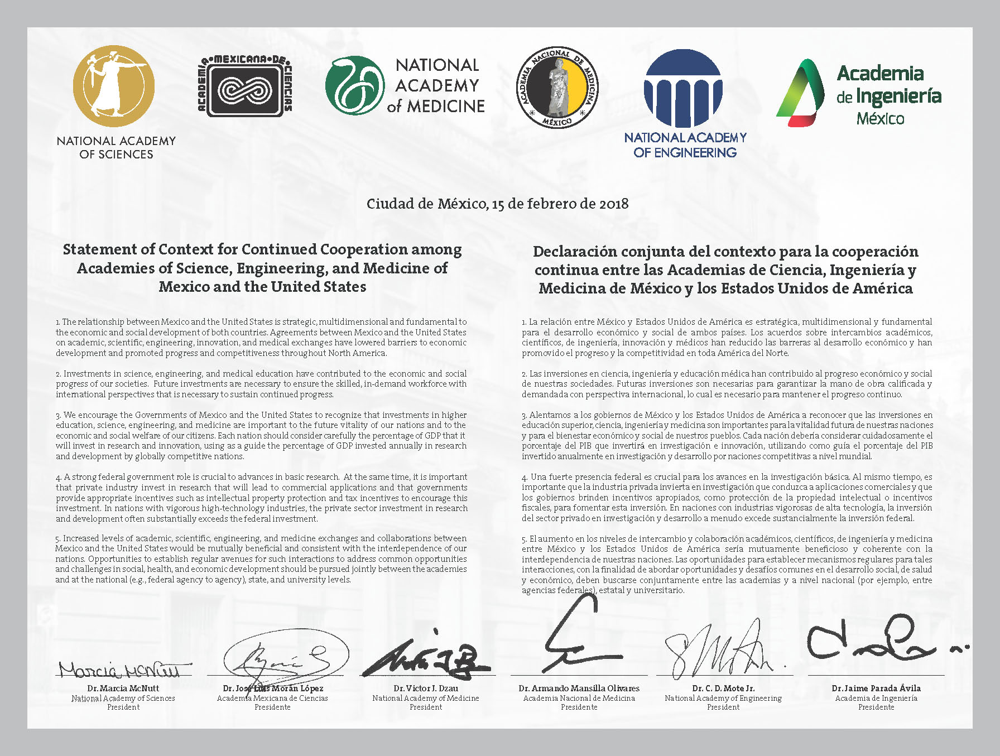 NATIONAL ACADEMY
OF SCIENCES
ACADEMIA•MEXICANA•DE•CIENCIAS
NATIONAL
ACADEMY
of MEDICINE
ACADEMIA NACIONAL DE MEDICINA
MÉXICO
NATIONAL ACADEMY
OF ENGINEERING
Academia
de Ingeniería
México
Ciudad de México, 15 de febrero de 2018
Statement of Context for Continued Cooperation among
Academies of Science, Engineering, and Medicine of
Mexico and the United States
1. The relationship between Mexico and the United States is strategic, multidimensional and fundamental to
the economic and social development of both countries. Agreements between Mexico and the United States
on academic, scientific, engineering, innovation, and medical exchanges have lowered barriers to economic
development and promoted progress and competitiveness throughout North America.
2. Investments in science, engineering, and medical education have contributed to the economic and social
progress of our societies. Future investments are necessary to ensure the skilled, in-demand workforce with
international perspectives that is necessary to sustain continued progress.
3. We encourage the Governments of Mexico and the United States to recognize that investments in higher
education, science, engineering, and medicine are important to the future vitality of our nations and to the
economic and social welfare of our citizens. Each nation should consider carefully the percentage of GDP that it
will invest in research and innovation, using as a guide the percentage of GDP invested annually in research
and development by globally competitive nations.
4. A strong federal government role is crucial to advances in basic research. At the same time, it is important
that private industry invest in research that will lead to commercial applications and that governments
provide appropriate incentives such as intellectual property protection and tax incentives to encourage this
investment. In nations with vigorous high-technology industries, the private sector investment in research
and development often substantially exceeds the federal investment.
5. Increased levels of academic, scientific, engineering, and medicine exchanges and collaborations between
Mexico and the United States would be mutually beneficial and consistent with the interdependence of our
nations. Opportunities to establish regular avenues for such interactions to address common opportunities
and challenges in social, health, and economic development should be pursued jointly between the academies
and at the national (e.g., federal agency to agency), state, and university levels.
Declaración conjunta del contexto para la cooperación
continua entre las Academias de Ciencia, Ingeniería y
Medicina de México y los Estados Unidos de América
1. La relación entre México y Estados Unidos de América es estratégica, multidimensional y fundamental
para el desarrollo económico y social de ambos países. Los acuerdos sobre intercambios académicos,
científicos, de ingeniería, innovación y médicos han reducido las barreras al desarrollo económico y han
promovido el progreso y la competitividad en toda América del Norte.
2. Las inversiones en ciencia, ingeniería y educación médica han contribuido al progreso económico y social
de nuestras sociedades. Futuras inversiones son necesarias para garantizar la mano de obra calificada y
demandada con perspectiva internacional, lo cual es necesario para mantener el progreso continuo.
3. Alentamos a los gobiernos de México y los Estados Unidos de América a reconocer que las inversiones en
educación superior, ciencia, ingeniería y medicina son importantes para la vitalidad futura de nuestras naciones
y para el bienestar económico y social de nuestros pueblos. Cada nación debería considerar cuidadosamente el
porcentaje del PIB que invertirá en investigación e innovación, utilizando como guía el porcentaje del PIB
invertido anualmente en investigación y desarrollo por naciones competitivas a nivel mundial.
4. Una fuerte presencia federal es crucial para los avances en la investigación básica. Al mismo tiempo, es
importante que la industria privada invierta en investigación que conduzca a aplicaciones comerciales y que
los gobiernos brinden incentivos apropiados, como protección de la propiedad intelectual o incentivos
fiscales, para fomentar esta inversión. En naciones con industrias vigorosas de alta tecnología, la inversión
del sector privado en investigación y desarrollo a menudo excede sustancialmente la inversión federal.
5. El aumento en los niveles de intercambio y colaboración académicos, científicos, de ingeniería y medicina
entre México y los Estados Unidos de América sería mutuamente beneficioso y coherente con la
interdependencia de nuestras naciones. Las oportunidades para establecer mecanismos regulares para tales
interacciones, con la finalidad de abordar oportunidades y desafíos comunes en el desarrollo social, de salud
y económico, deben buscarse conjuntamente entre las academias y a nivel nacional (por ejemplo, entre
agencias federales), estatal y universitario.
Marcia McNutt
Dr. Marcia McNutt
National Academy of Sciences
President
Dr. José Luis Morán López
Academia Mexicana de Ciencias
Presidente
Dr. Victor J. Dzau
National Academy of Medicine
President
Dr. Armando Mansilla Olivares
Academia Nacional de Medicina
Presidente
Dr. C. D. Mote Jr.
National Academy of Engineering
President
Dr. Jaime Parada Ávila
Academia de Ingeniería
Presidente